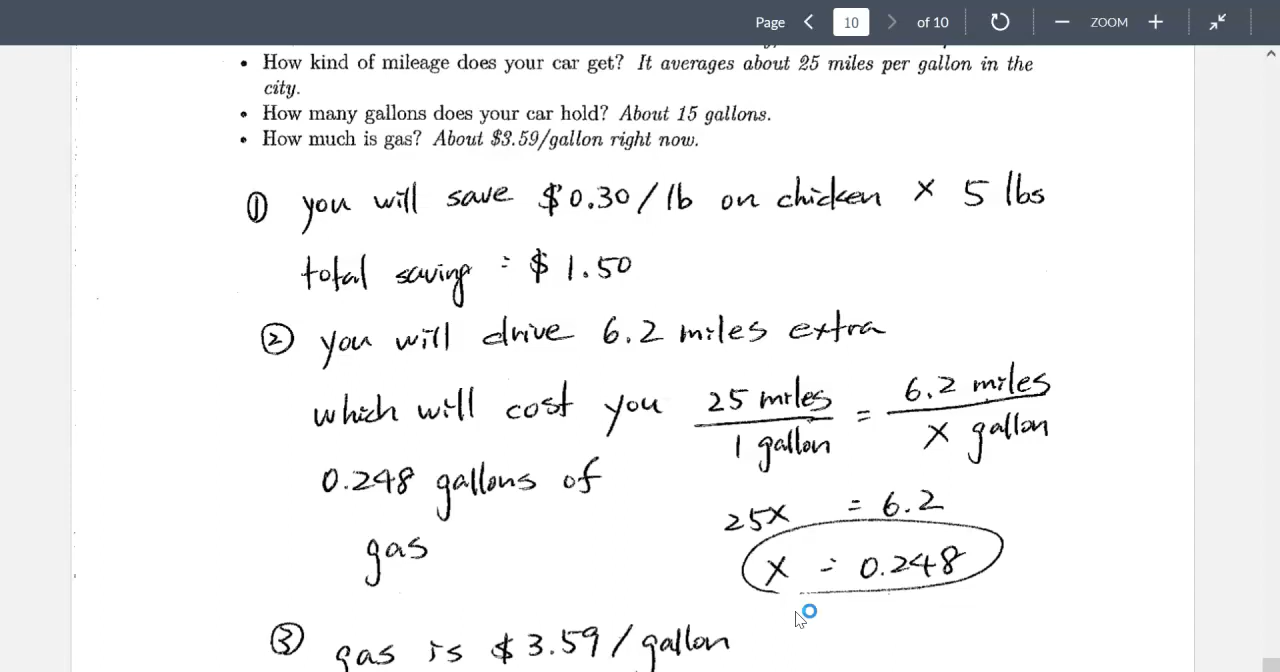 Page 10 of 10 ZOOM
• How kind of mileage does your car get? It averages about 25 miles per gallon in the
city.
• How many gallons does your car hold? About 15 gallons.
• How much is gas? About $3.59/gallon right now.
① you will save $0.30/lb on chicken × 5 lbs
total saving = $1.50
② you will drive 6.2 miles extra
which will cost you 25 miles / 1 gallon = 6.2 miles / x gallon
0.248 gallons of
25x = 6.2
gas
x = 0.248
③ gas is $3.59/gallon